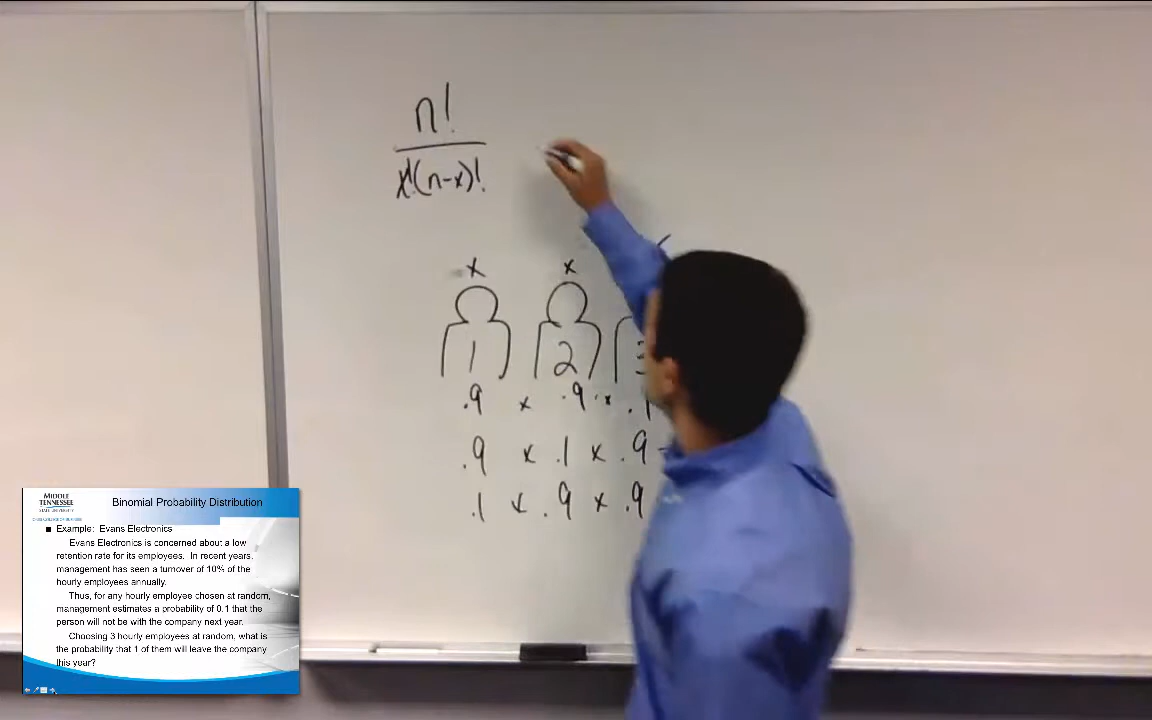 n!
x!(n-x)!
x x
1 2 3
.9 x .9 x .1
.9 x .1 x .9
.1 x .9 x .9
MIDDLE
TENNESSEE
STATE UNIVERSITY
Binomial Probability Distribution
■ Example: Evans Electronics
Evans Electronics is concerned about a low
retention rate for its employees. In recent years,
management has seen a turnover of 10% of the
hourly employees annually.
Thus, for any hourly employee chosen at random,
management estimates a probability of 0.1 that the
person will not be with the company next year.
Choosing 3 hourly employees at random, what is
the probability that 1 of them will leave the company
this year?